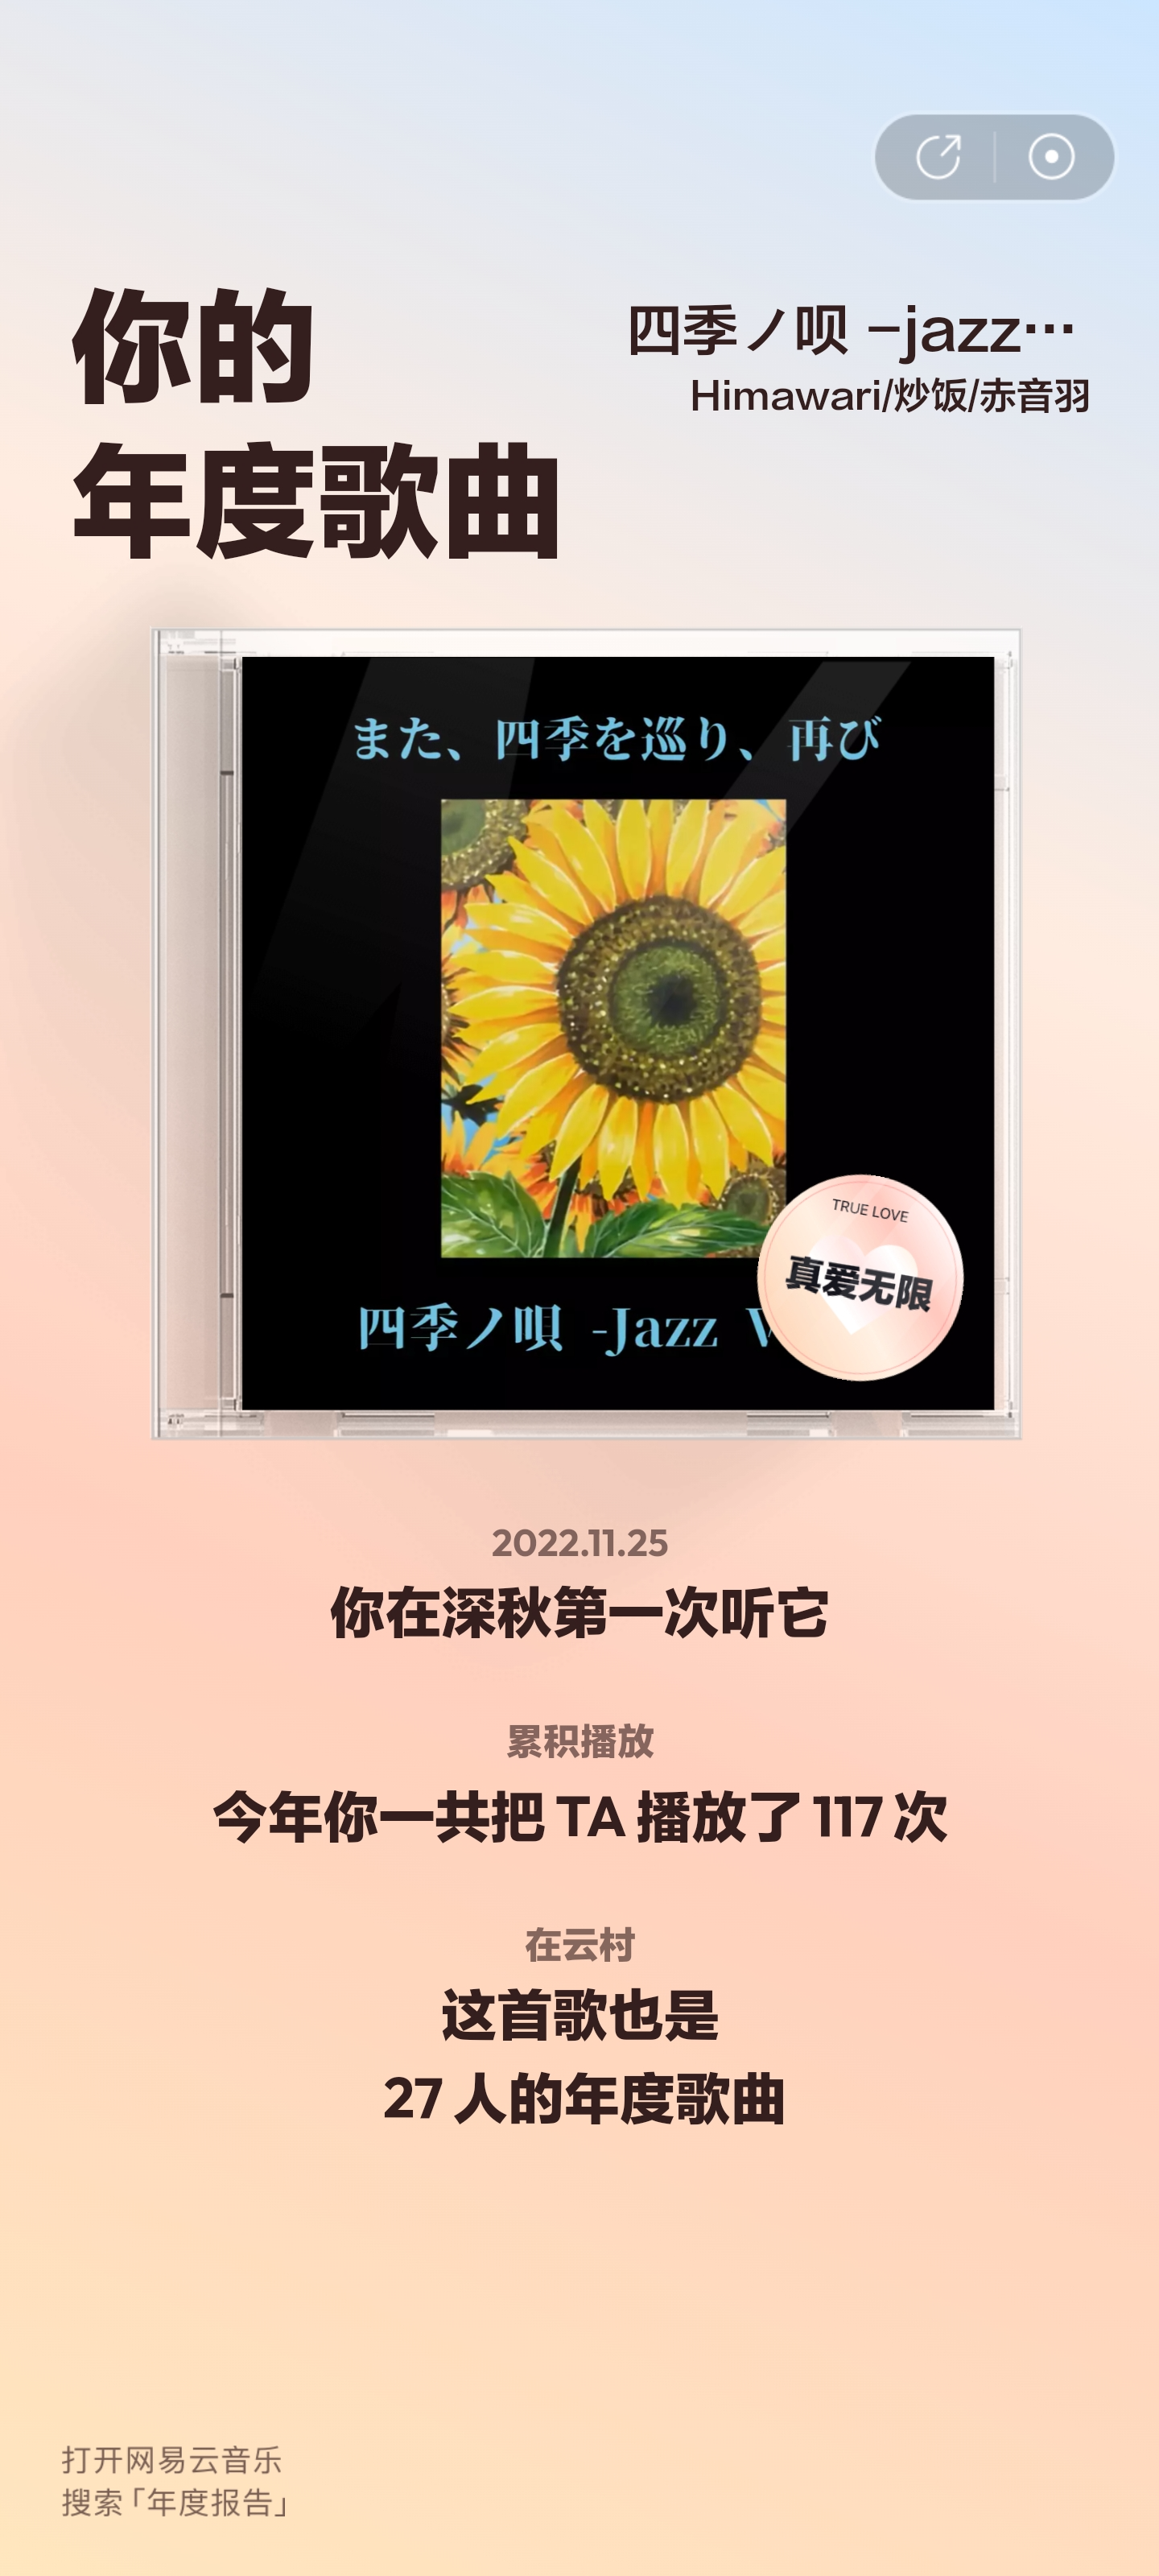 你的
年度歌曲
四季ノ呗 -jazz…
Himawari/炒饭/赤音羽
また、四季を巡り、再び
四季ノ唄 -Jazz
TRUE LOVE
真爱无限
2022.11.25
你在深秋第一次听它
累积播放
今年你一共把 TA 播放了 117 次
在云村
这首歌也是
27 人的年度歌曲
打开网易云音乐
搜索「年度报告」